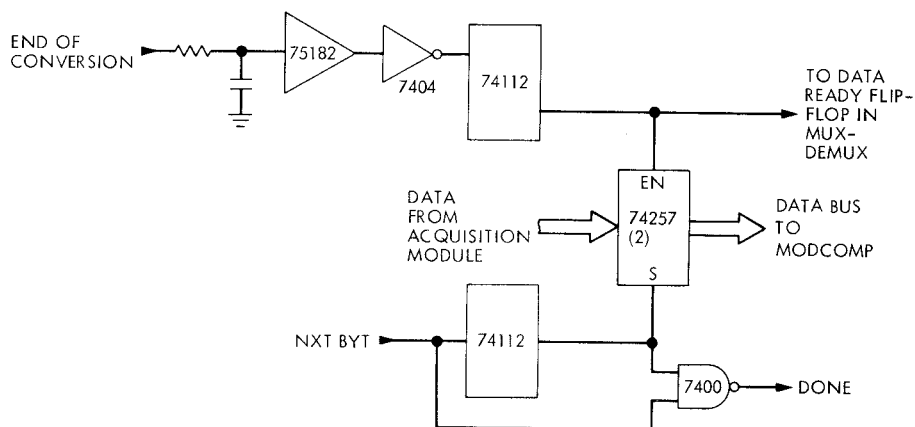 END OF
CONVERSION
75182
7404
74112
TO DATA
READY FLIP-
FLOP IN
MUX-
DEMUX
EN
DATA
FROM
ACQUISITION
MODULE
74257
(2)
DATA BUS
TO
MODCOMP
S
NXT BYT
74112
7400
DONE